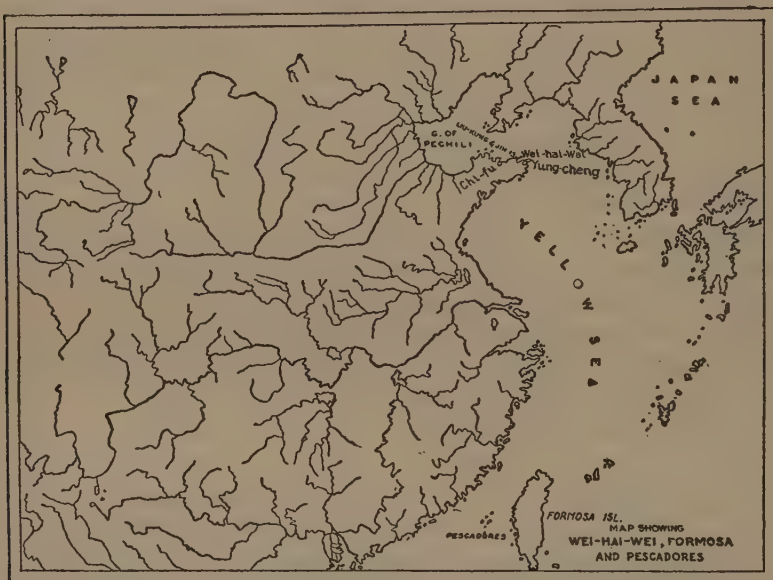 JAPAN
SEA
G. OF
PECHILI
Wei-hai-Wei
Chi-fu
Yung-cheng
YELLOW SEA
FORMOSA ISL.
PESCADORES
MAP SHOWING
WEI-HAI-WEI, FORMOSA
AND PESCADORES